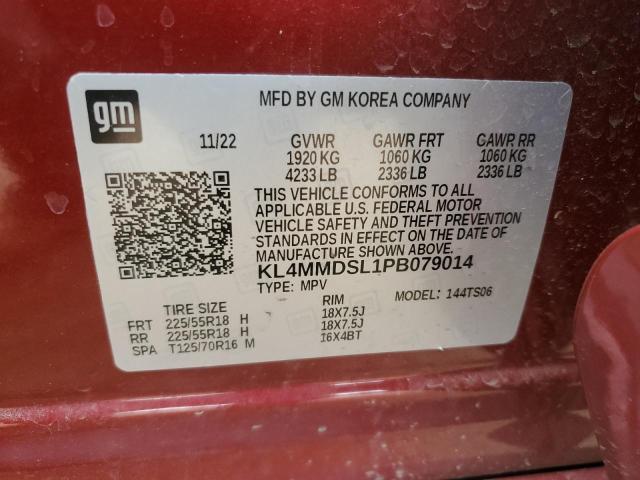 gm
MFD BY GM KOREA COMPANY
11/22 GVWR GAWR FRT GAWR RR
1920 KG 1060 KG 1060 KG
4233 LB 2336 LB 2336 LB
THIS VEHICLE CONFORMS TO ALL
APPLICABLE U.S. FEDERAL MOTOR
VEHICLE SAFETY AND THEFT PREVENTION
STANDARDS IN EFFECT ON THE DATE OF
MANUFACTURE SHOWN ABOVE.
KL4MMDSL1PB079014
TYPE: MPV MODEL: 144TS06
TIRE SIZE RIM
FRT 225/55R18 H 18X7.5J
RR 225/55R18 H 18X7.5J
SPA T125/70R16 M 16X4BT